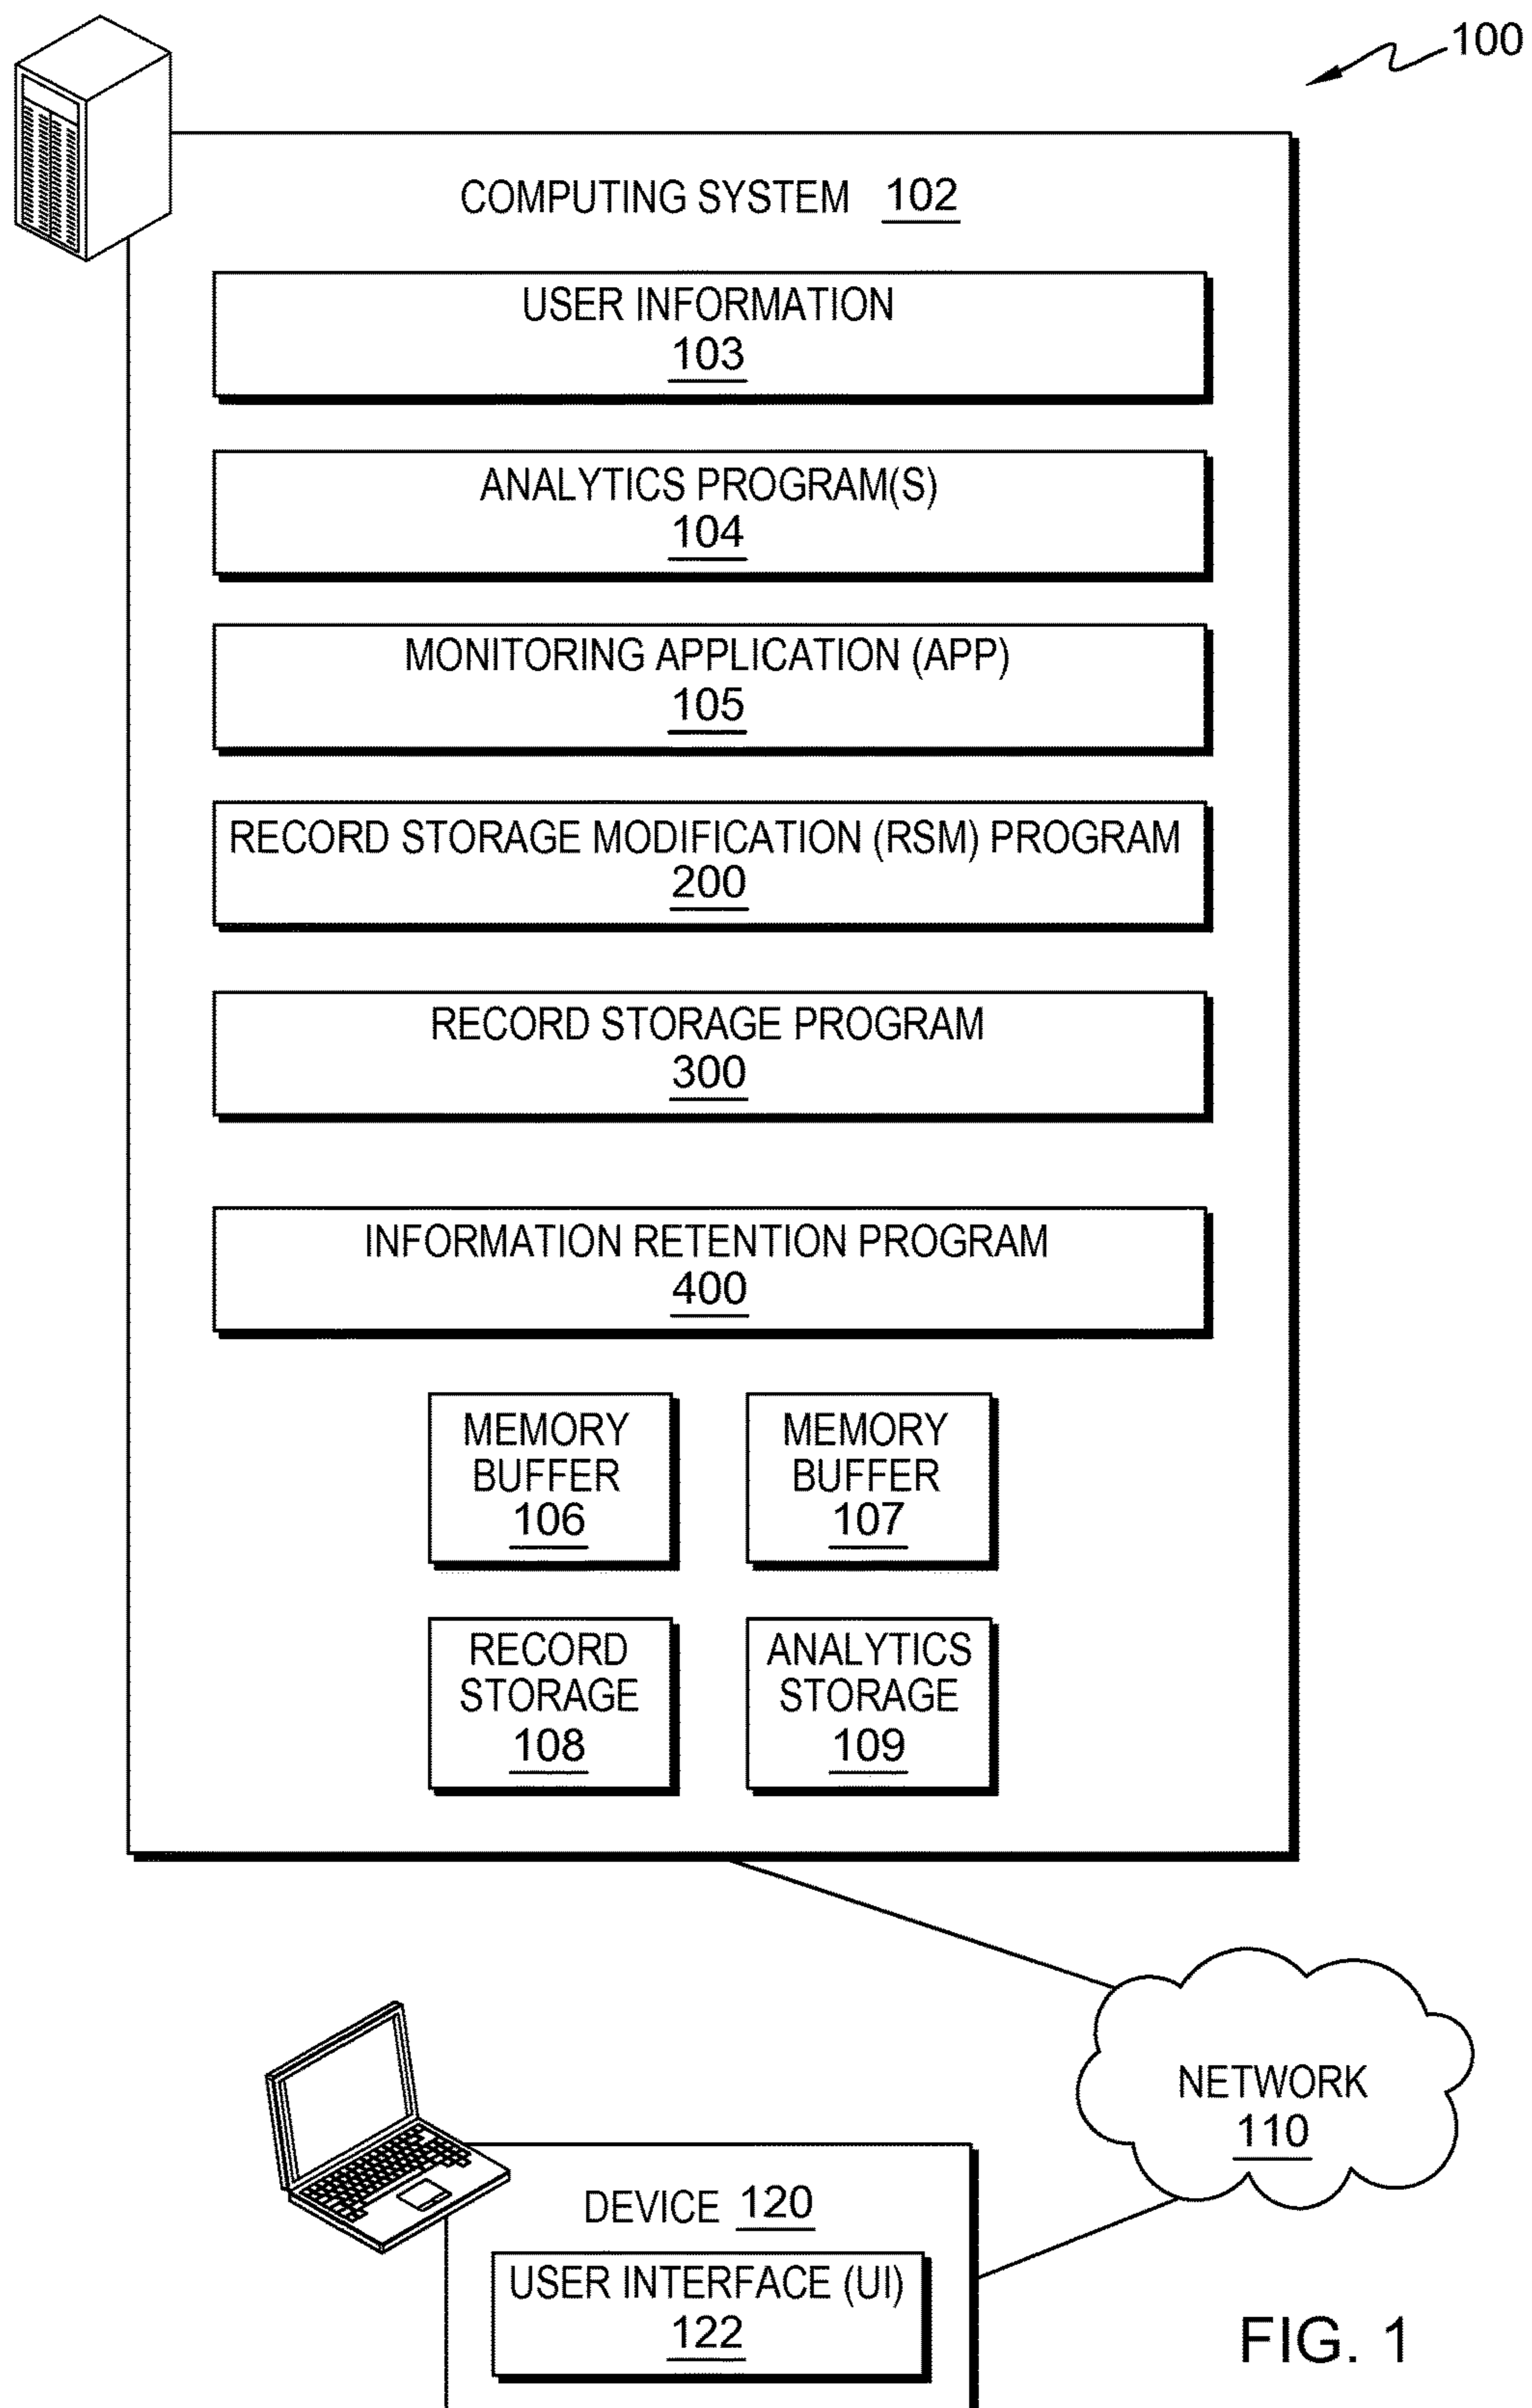 100
COMPUTING SYSTEM 102
USER INFORMATION
103
ANALYTICS PROGRAM(S)
104
MONITORING APPLICATION (APP)
105
RECORD STORAGE MODIFICATION (RSM) PROGRAM
200
RECORD STORAGE PROGRAM
300
INFORMATION RETENTION PROGRAM
400
MEMORY
BUFFER
106
MEMORY
BUFFER
107
RECORD
STORAGE
108
ANALYTICS
STORAGE
109
NETWORK
110
DEVICE 120
USER INTERFACE (UI)
122
FIG. 1